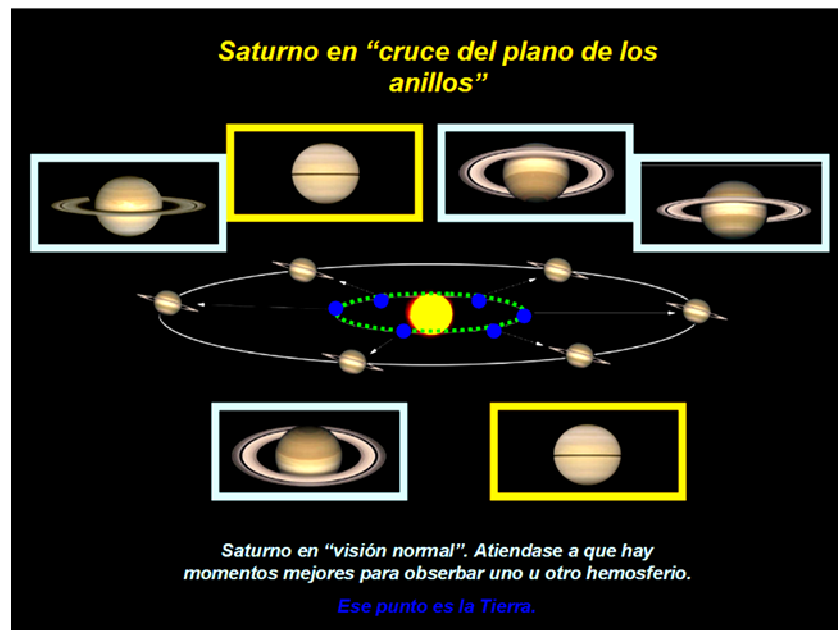 Saturno en “cruce del plano de los
anillos”
Saturno en “visión normal”. Atiendase a que hay
momentos mejores para obserbar uno u otro hemosferio.
Ese punto es la Tierra.